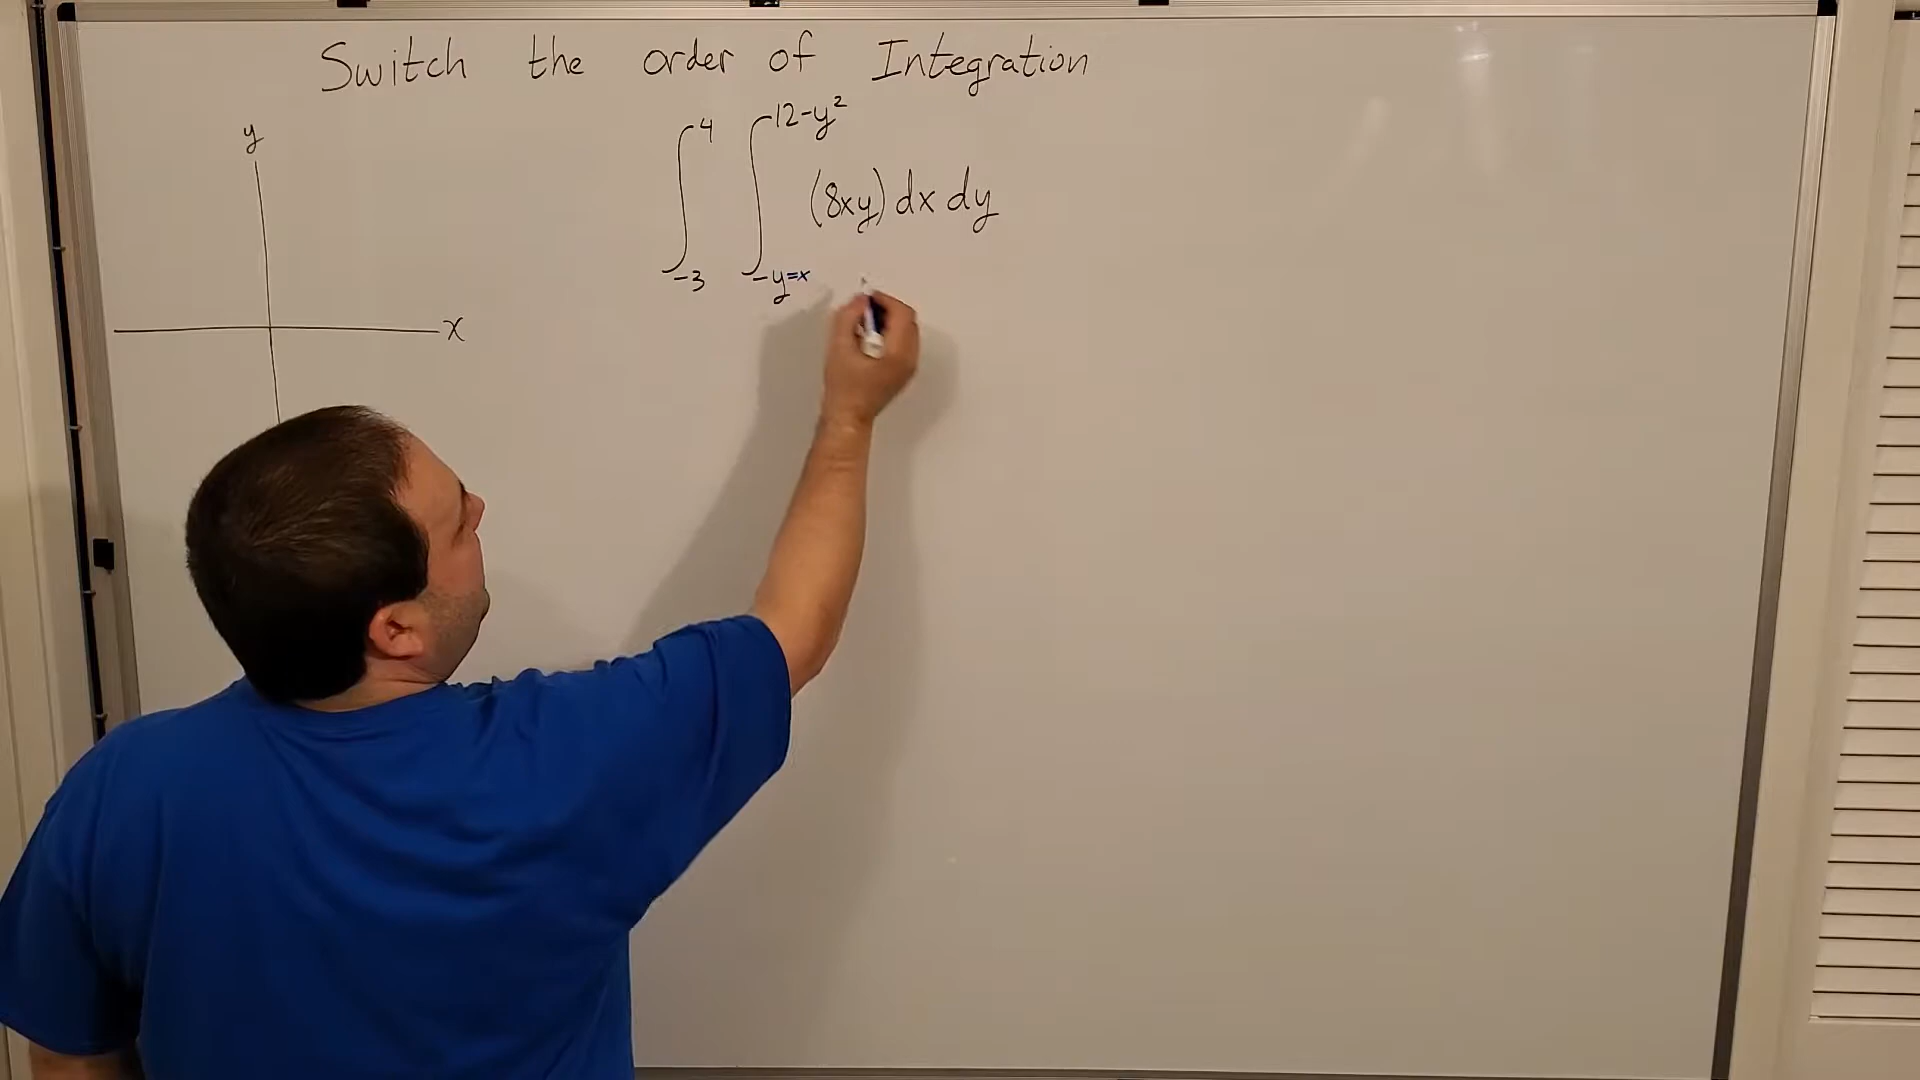 Switch the order of Integration
y
x
4 12-y²
∫ ∫ (8xy) dx dy
-3 -y=x